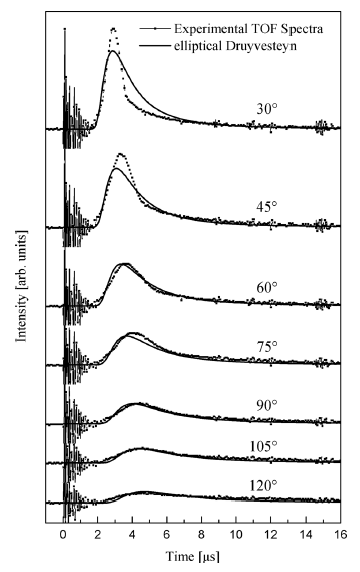 Experimental TOF Spectra
elliptical Druyvesteyn
30°
45°
60°
75°
90°
105°
120°
Intensity [arb. units]
0 2 4 6 8 10 12 14 16
Time [μs]